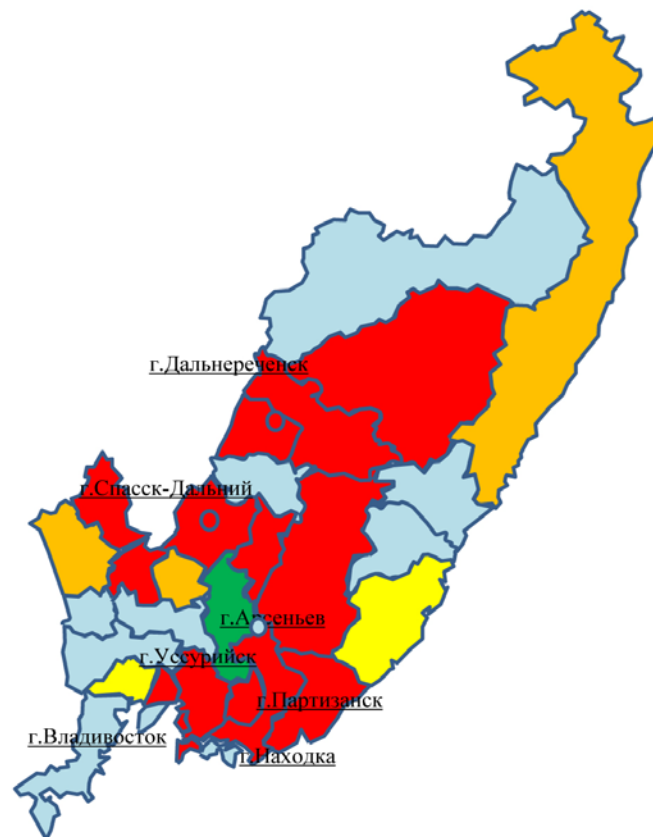 г.Дальнереченск
г.Спасск-Дальний
г.Арсеньев
г.Уссурийск
г.Партизанск
г.Владивосток
г.Находка